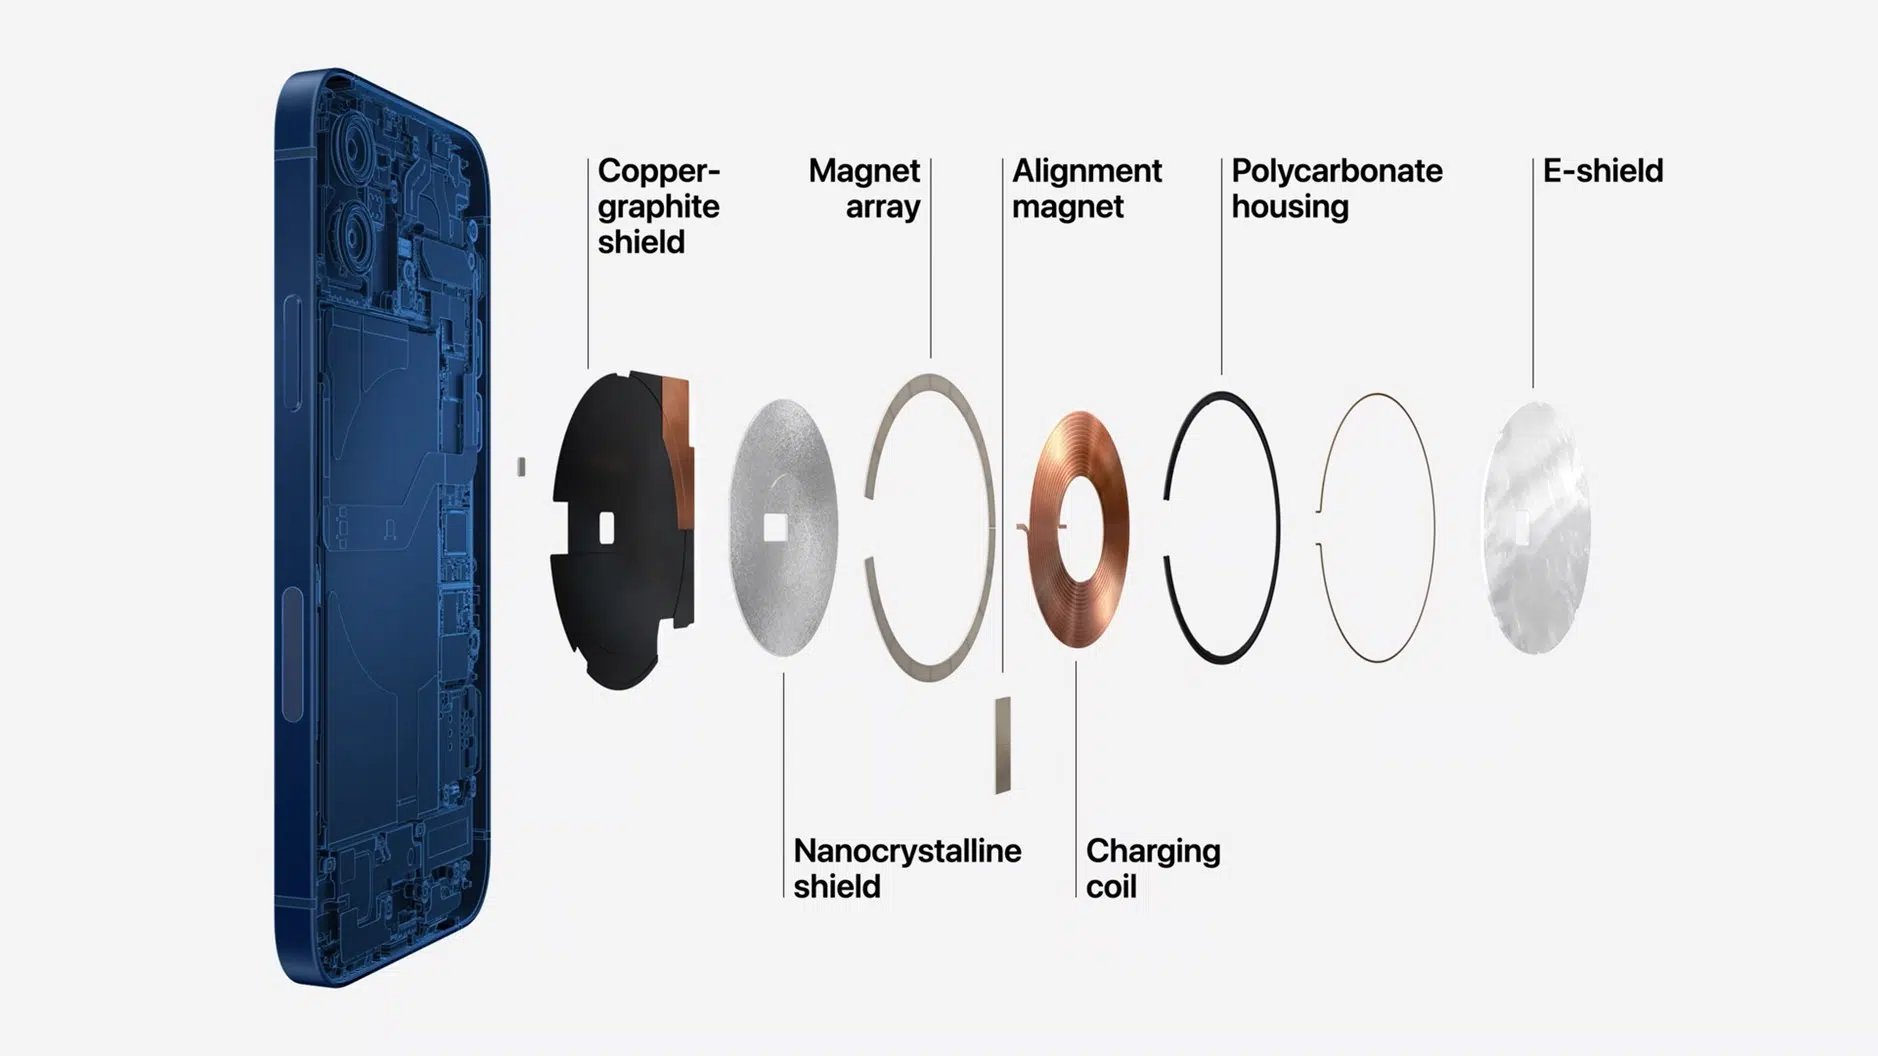 Copper-
graphite
shield
Magnet
array
Alignment
magnet
Polycarbonate
housing
E-shield
Nanocrystalline
shield
Charging
coil